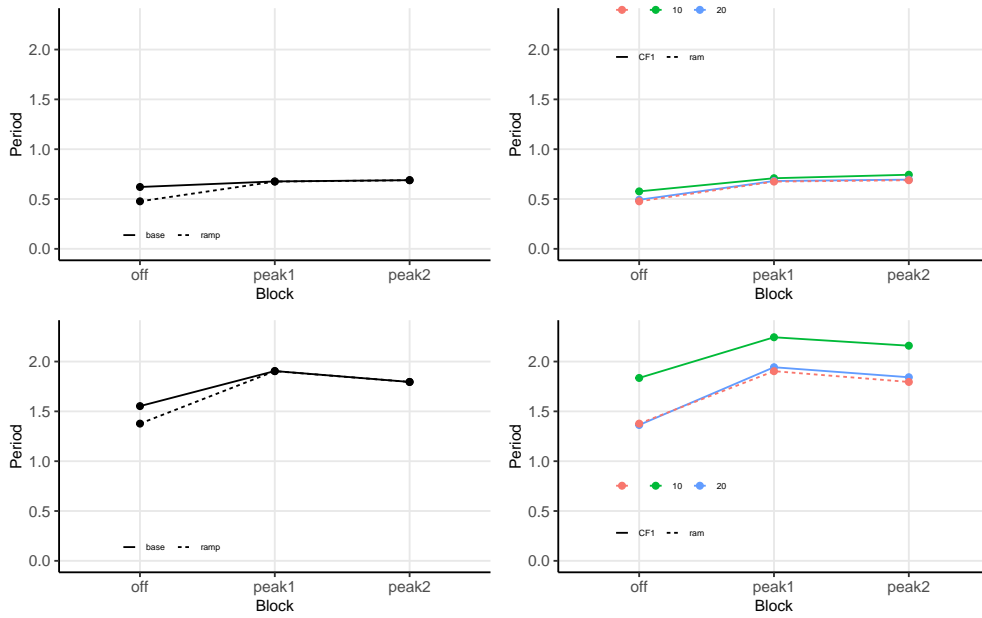 2.0
1.5
1.0
0.5
0.0
Period
base ramp
off peak1 peak2
Block
10 20
CF1 ram
2.0
1.5
1.0
0.5
0.0
Period
off peak1 peak2
Block
2.0
1.5
1.0
0.5
0.0
Period
base ramp
off peak1 peak2
Block
2.0
1.5
1.0
0.5
0.0
Period
10 20
CF1 ram
off peak1 peak2
Block